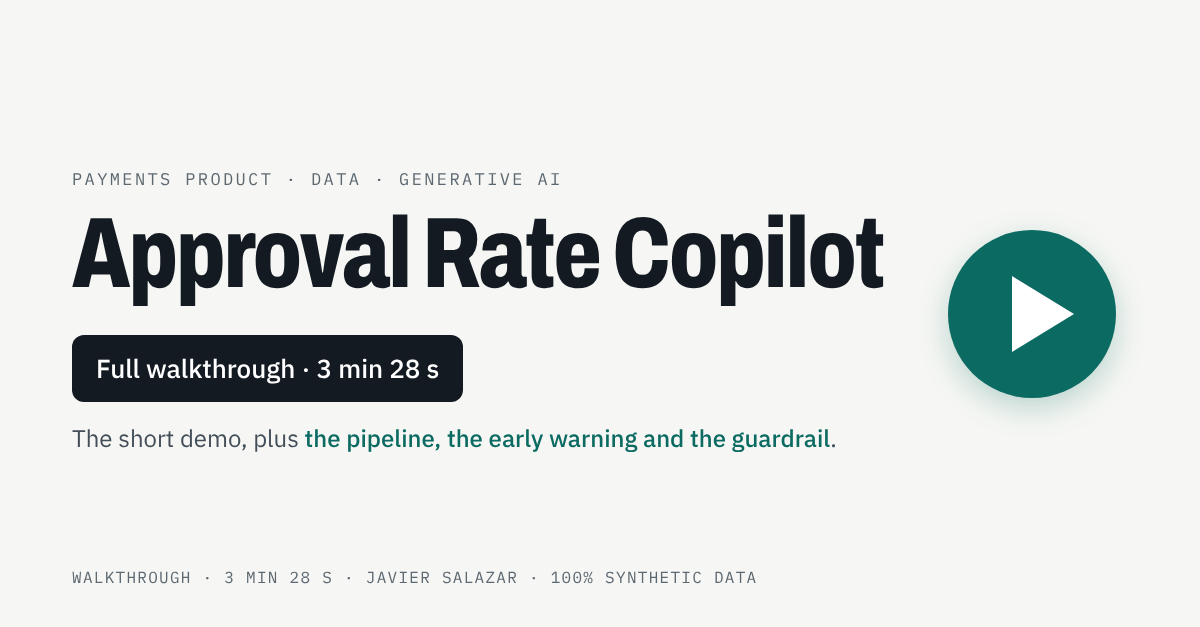 PAYMENTS PRODUCT · DATA · GENERATIVE AI
Approval Rate Copilot
Full walkthrough · 3 min 28 s
The short demo, plus the pipeline, the early warning and the guardrail.
WALKTHROUGH · 3 MIN 28 S · JAVIER SALAZAR · 100% SYNTHETIC DATA